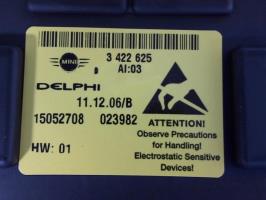 MINI
3 422 625
AI:03
DELPHI
11.12.06/B
15052708 023982
HW: 01
ATTENTION!
Observe Precautions
for Handling!
Electrostatic Sensitive
Devices!